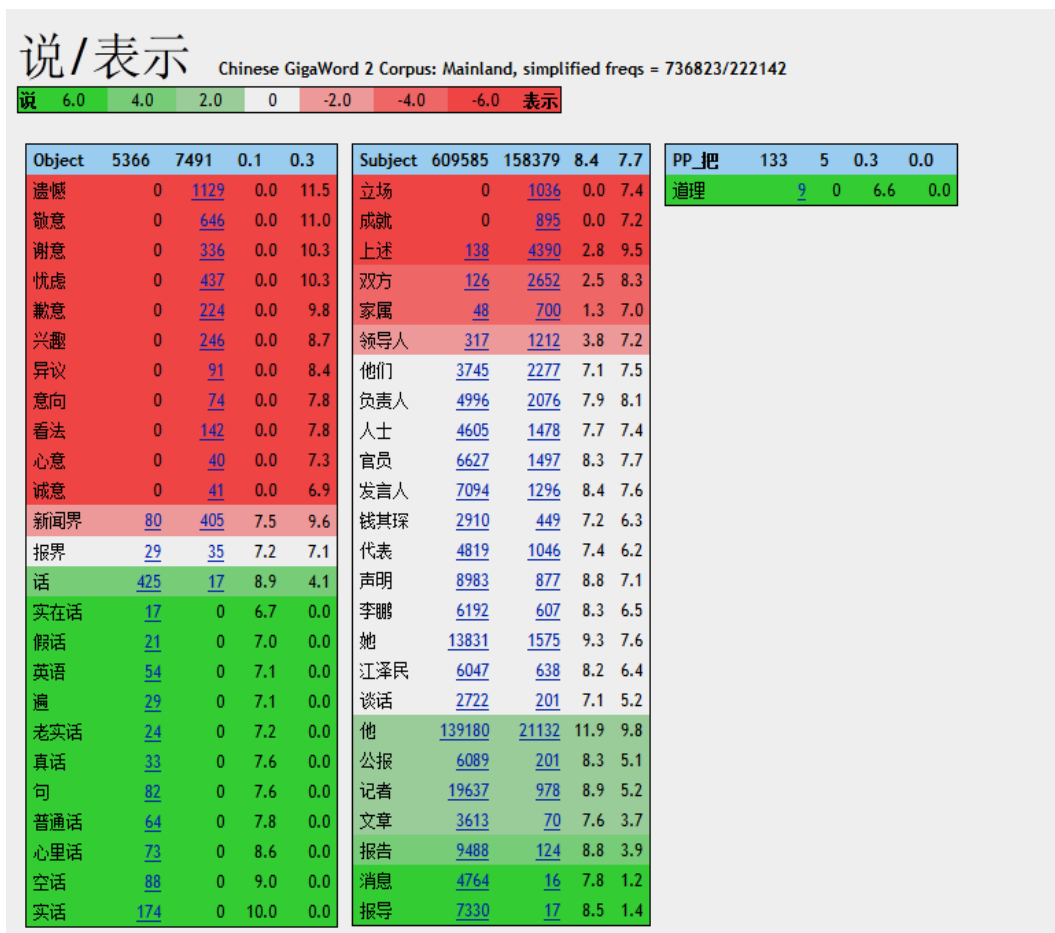 说/表示 Chinese GigaWord 2 Corpus: Mainland, simplified freqs = 736823/222142
说 6.0 4.0 2.0 0 -2.0 -4.0 -6.0 表示
Object 5366 7491 0.1 0.3
遗憾 0 1129 0.0 11.5
敬意 0 646 0.0 11.0
谢意 0 336 0.0 10.3
忧虑 0 437 0.0 10.3
歉意 0 224 0.0 9.8
兴趣 0 246 0.0 8.7
异议 0 91 0.0 8.4
意向 0 74 0.0 7.8
看法 0 142 0.0 7.8
心意 0 40 0.0 7.3
诚意 0 41 0.0 6.9
新闻界 80 405 7.5 9.6
报界 29 35 7.2 7.1
话 425 17 8.9 4.1
实在话 17 0 6.7 0.0
假话 21 0 7.0 0.0
英语 54 0 7.1 0.0
遍 29 0 7.1 0.0
老实话 24 0 7.2 0.0
真话 33 0 7.6 0.0
句 82 0 7.6 0.0
普通话 64 0 7.8 0.0
心里话 73 0 8.6 0.0
空话 88 0 9.0 0.0
实话 174 0 10.0 0.0
Subject 609585 158379 8.4 7.7
立场 0 1036 0.0 7.4
成就 0 895 0.0 7.2
上述 138 4390 2.8 9.5
双方 126 2652 2.5 8.3
家属 48 700 1.3 7.0
领导人 317 1212 3.8 7.2
他们 3745 2277 7.1 7.5
负责人 4996 2076 7.9 8.1
人士 4605 1478 7.7 7.4
官员 6627 1497 8.3 7.7
发言人 7094 1296 8.4 7.6
钱其琛 2910 449 7.2 6.3
代表 4819 1046 7.4 6.2
声明 8983 877 8.8 7.1
李鹏 6192 607 8.3 6.5
她 13831 1575 9.3 7.6
江泽民 6047 638 8.2 6.4
谈话 2722 201 7.1 5.2
他 139180 21132 11.9 9.8
公报 6089 201 8.3 5.1
记者 19637 978 8.9 5.2
文章 3613 70 7.6 3.7
报告 9488 124 8.8 3.9
消息 4764 16 7.8 1.2
报导 7330 17 8.5 1.4
PP_把 133 5 0.3 0.0
道理 9 0 6.6 0.0